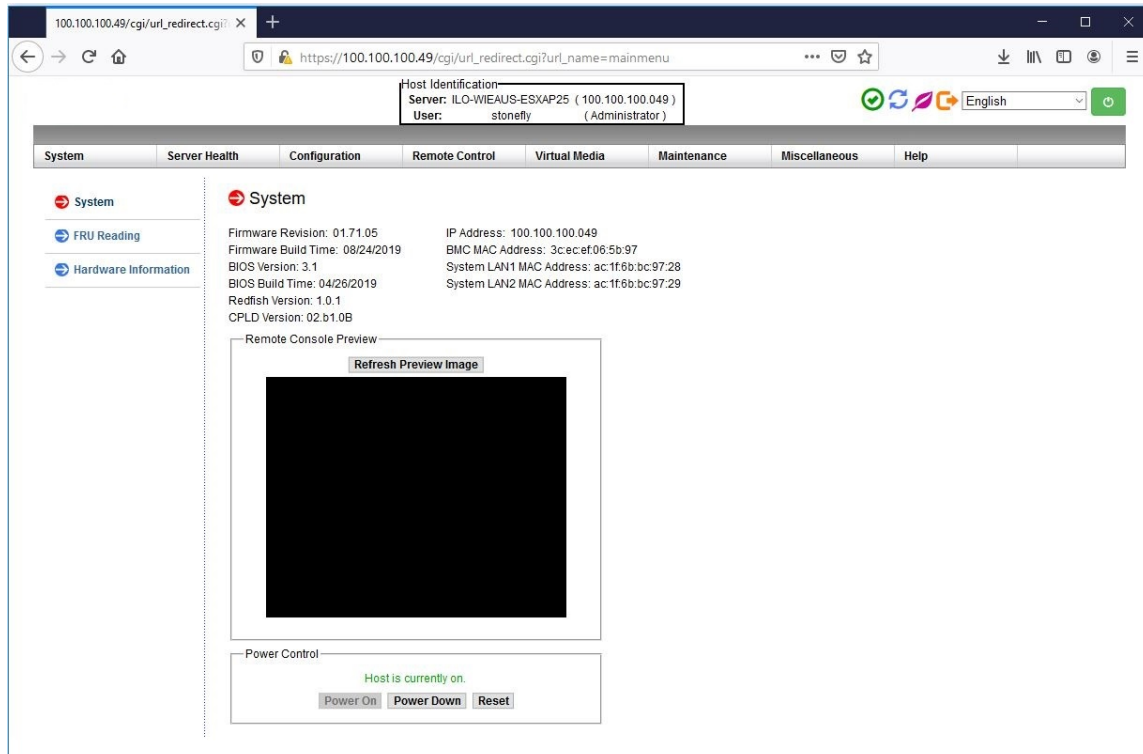 100.100.100.49/cgi/url_redirect.cgi?
https://100.100.100.49/cgi/url_redirect.cgi?url_name=mainmenu
Host Identification
Server: ILO-WIEAUS-ESXAP25 ( 100.100.100.049 )
User: stonefly ( Administrator )
English
System Server Health Configuration Remote Control Virtual Media Maintenance Miscellaneous Help
System
FRU Reading
Hardware Information
System
Firmware Revision: 01.71.05 IP Address: 100.100.100.049
Firmware Build Time: 08/24/2019 BMC MAC Address: 3c:ec:ef:06:5b:97
BIOS Version: 3.1 System LAN1 MAC Address: ac:1f:6b:bc:97:28
BIOS Build Time: 04/26/2019 System LAN2 MAC Address: ac:1f:6b:bc:97:29
Redfish Version: 1.0.1
CPLD Version: 02.b1.0B
Remote Console Preview
Refresh Preview Image
Power Control
Host is currently on.
Power On Power Down Reset